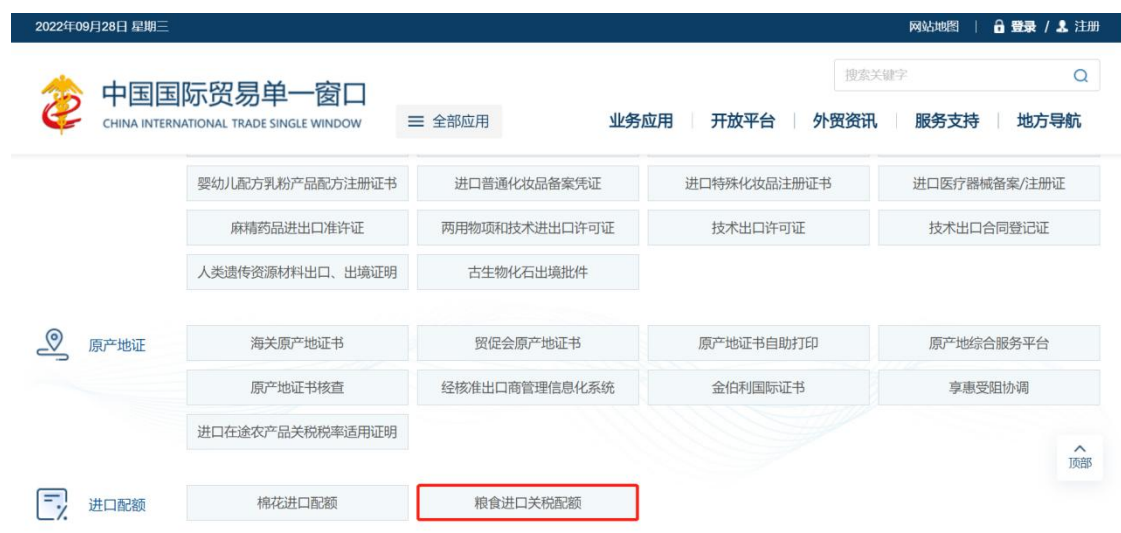 2022年09月28日 星期三
网站地图 | 登录 / 注册
中国国际贸易单一窗口
CHINA INTERNATIONAL TRADE SINGLE WINDOW
搜索关键字
全部应用
业务应用 | 开放平台 | 外贸资讯 | 服务支持 | 地方导航
婴幼儿配方乳粉产品配方注册证书 进口普通化妆品备案凭证 进口特殊化妆品注册证书 进口医疗器械备案/注册证
麻精药品进出口准许证 两用物项和技术进出口许可证 技术出口许可证 技术出口合同登记证
人类遗传资源材料出口、出境证明 古生物化石出境批件
原产地证 海关原产地证书 贸促会原产地证书 原产地证书自助打印 原产地综合服务平台
原产地证书核查 经核准出口商管理信息化系统 金伯利国际证书 享惠受阻协调
进口在途农产品关税税率适用证明
顶部
进口配额 棉花进口配额 粮食进口关税配额